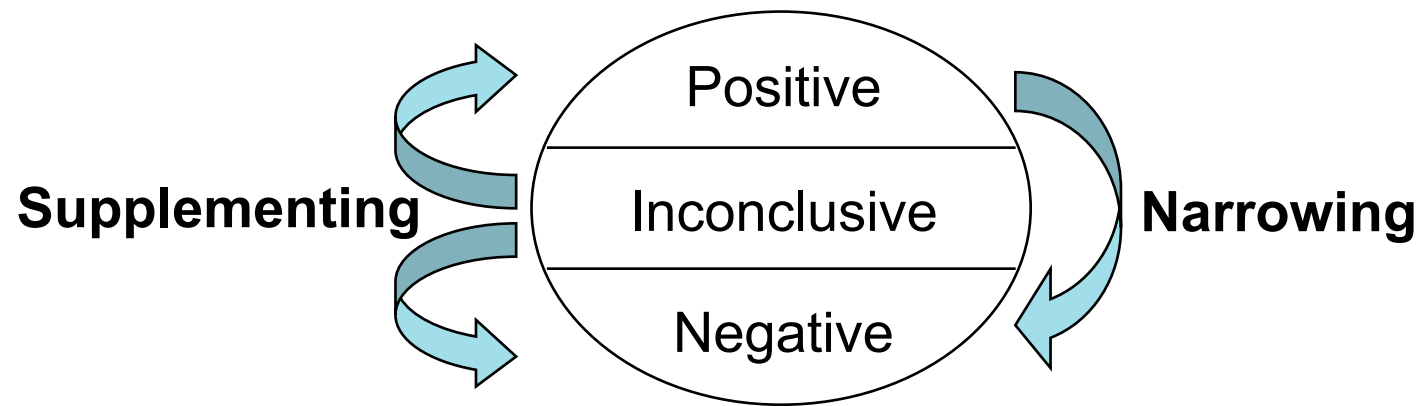 Positive
Supplementing
Inconclusive
Narrowing
Negative